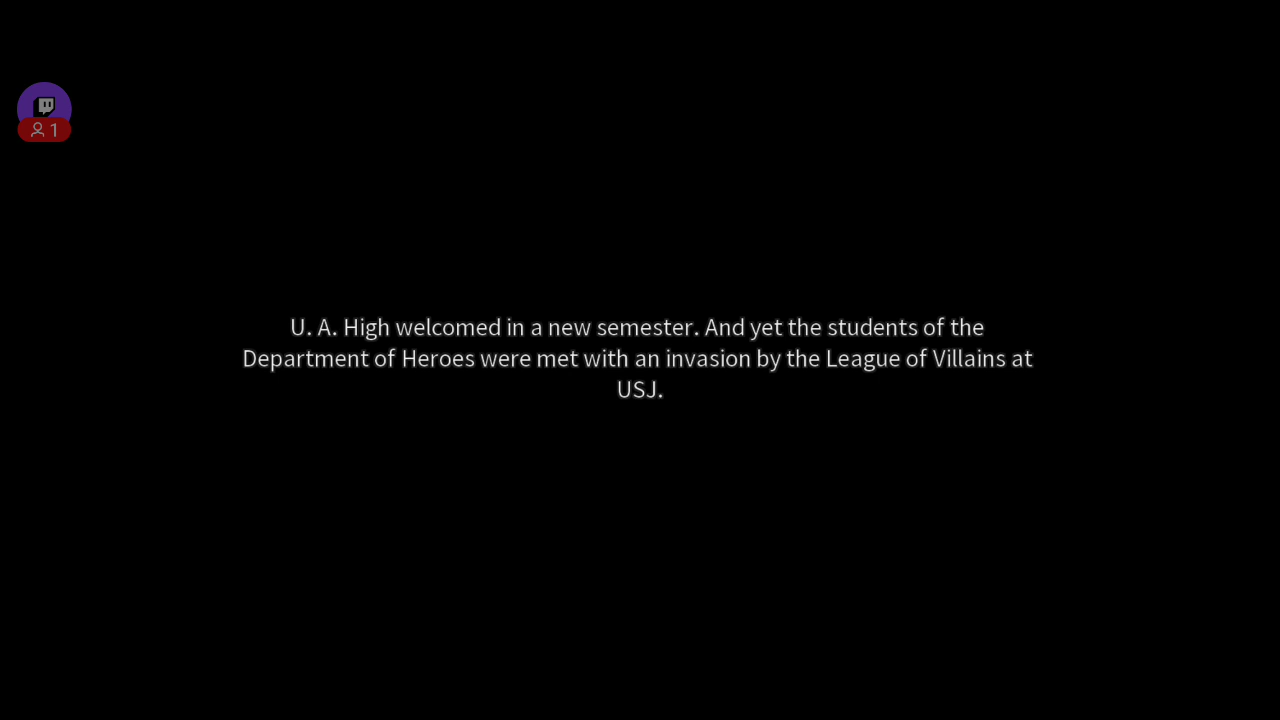 1
U. A. High welcomed in a new semester. And yet the students of the
Department of Heroes were met with an invasion by the League of Villains at
USJ.